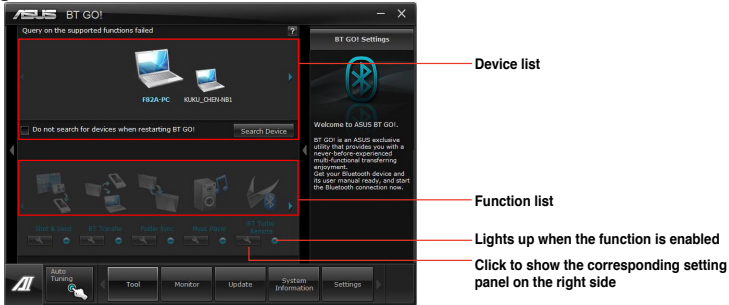 ASUS BT GO!
Query on the supported functions failed
?
BT GO! Settings
F82A-PC
KUKU_CHEN-NB1
Do not search for devices when restarting BT GO!
Search Device
Welcome to ASUS BT GO!.
BT GO! is an ASUS exclusive
utility that provides you with a
never-before-experienced
multi-functional transferring
enjoyment.
Get your Bluetooth device and
its user manual ready, and start
the Bluetooth connection now.
Shot & Send
BT Transfer
Folder Sync
Music Player
BT Turbo
Remote
Auto
Tuning
Tool
Monitor
Update
System
Information
Settings
Device list
Function list
Lights up when the function is enabled
Click to show the corresponding setting
panel on the right side